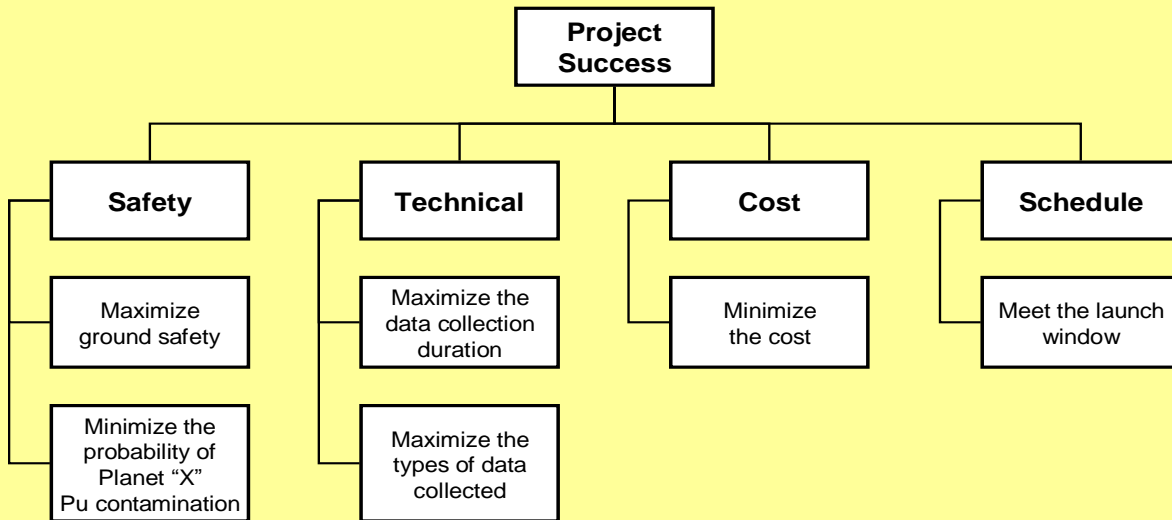 Project
Success
Safety
Technical
Cost
Schedule
Maximize
ground safety
Maximize the
data collection
duration
Minimize
the cost
Meet the launch
window
Minimize the
probability of
Planet “X”
Pu contamination
Maximize the
types of data
collected